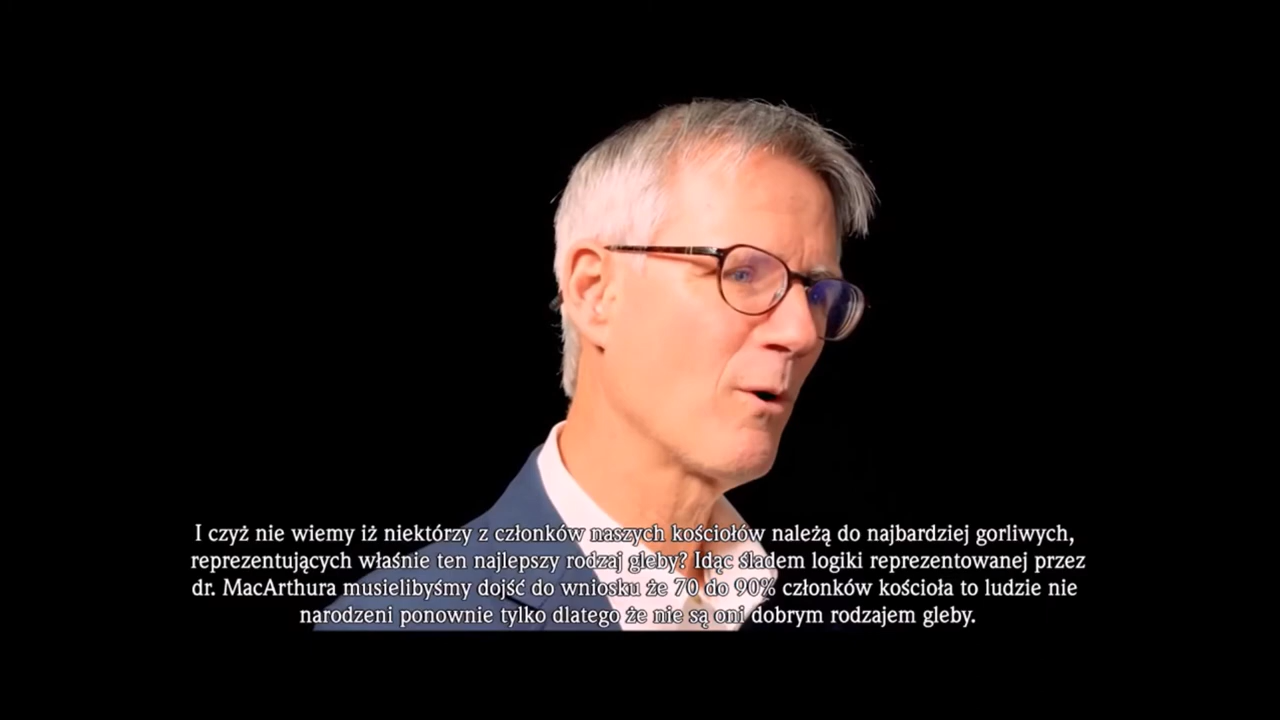 I czyż nie wiemy iż niektórzy z członków naszych kościołów należą do najbardziej gorliwych,
reprezentujących właśnie ten najlepszy rodzaj gleby? Idąc śladem logiki reprezentowanej przez
dr. MacArthura musielibyśmy dojść do wniosku że 70 do 90% członków kościoła to ludzie nie
narodzeni ponownie tylko dlatego że nie są oni dobrym rodzajem gleby.